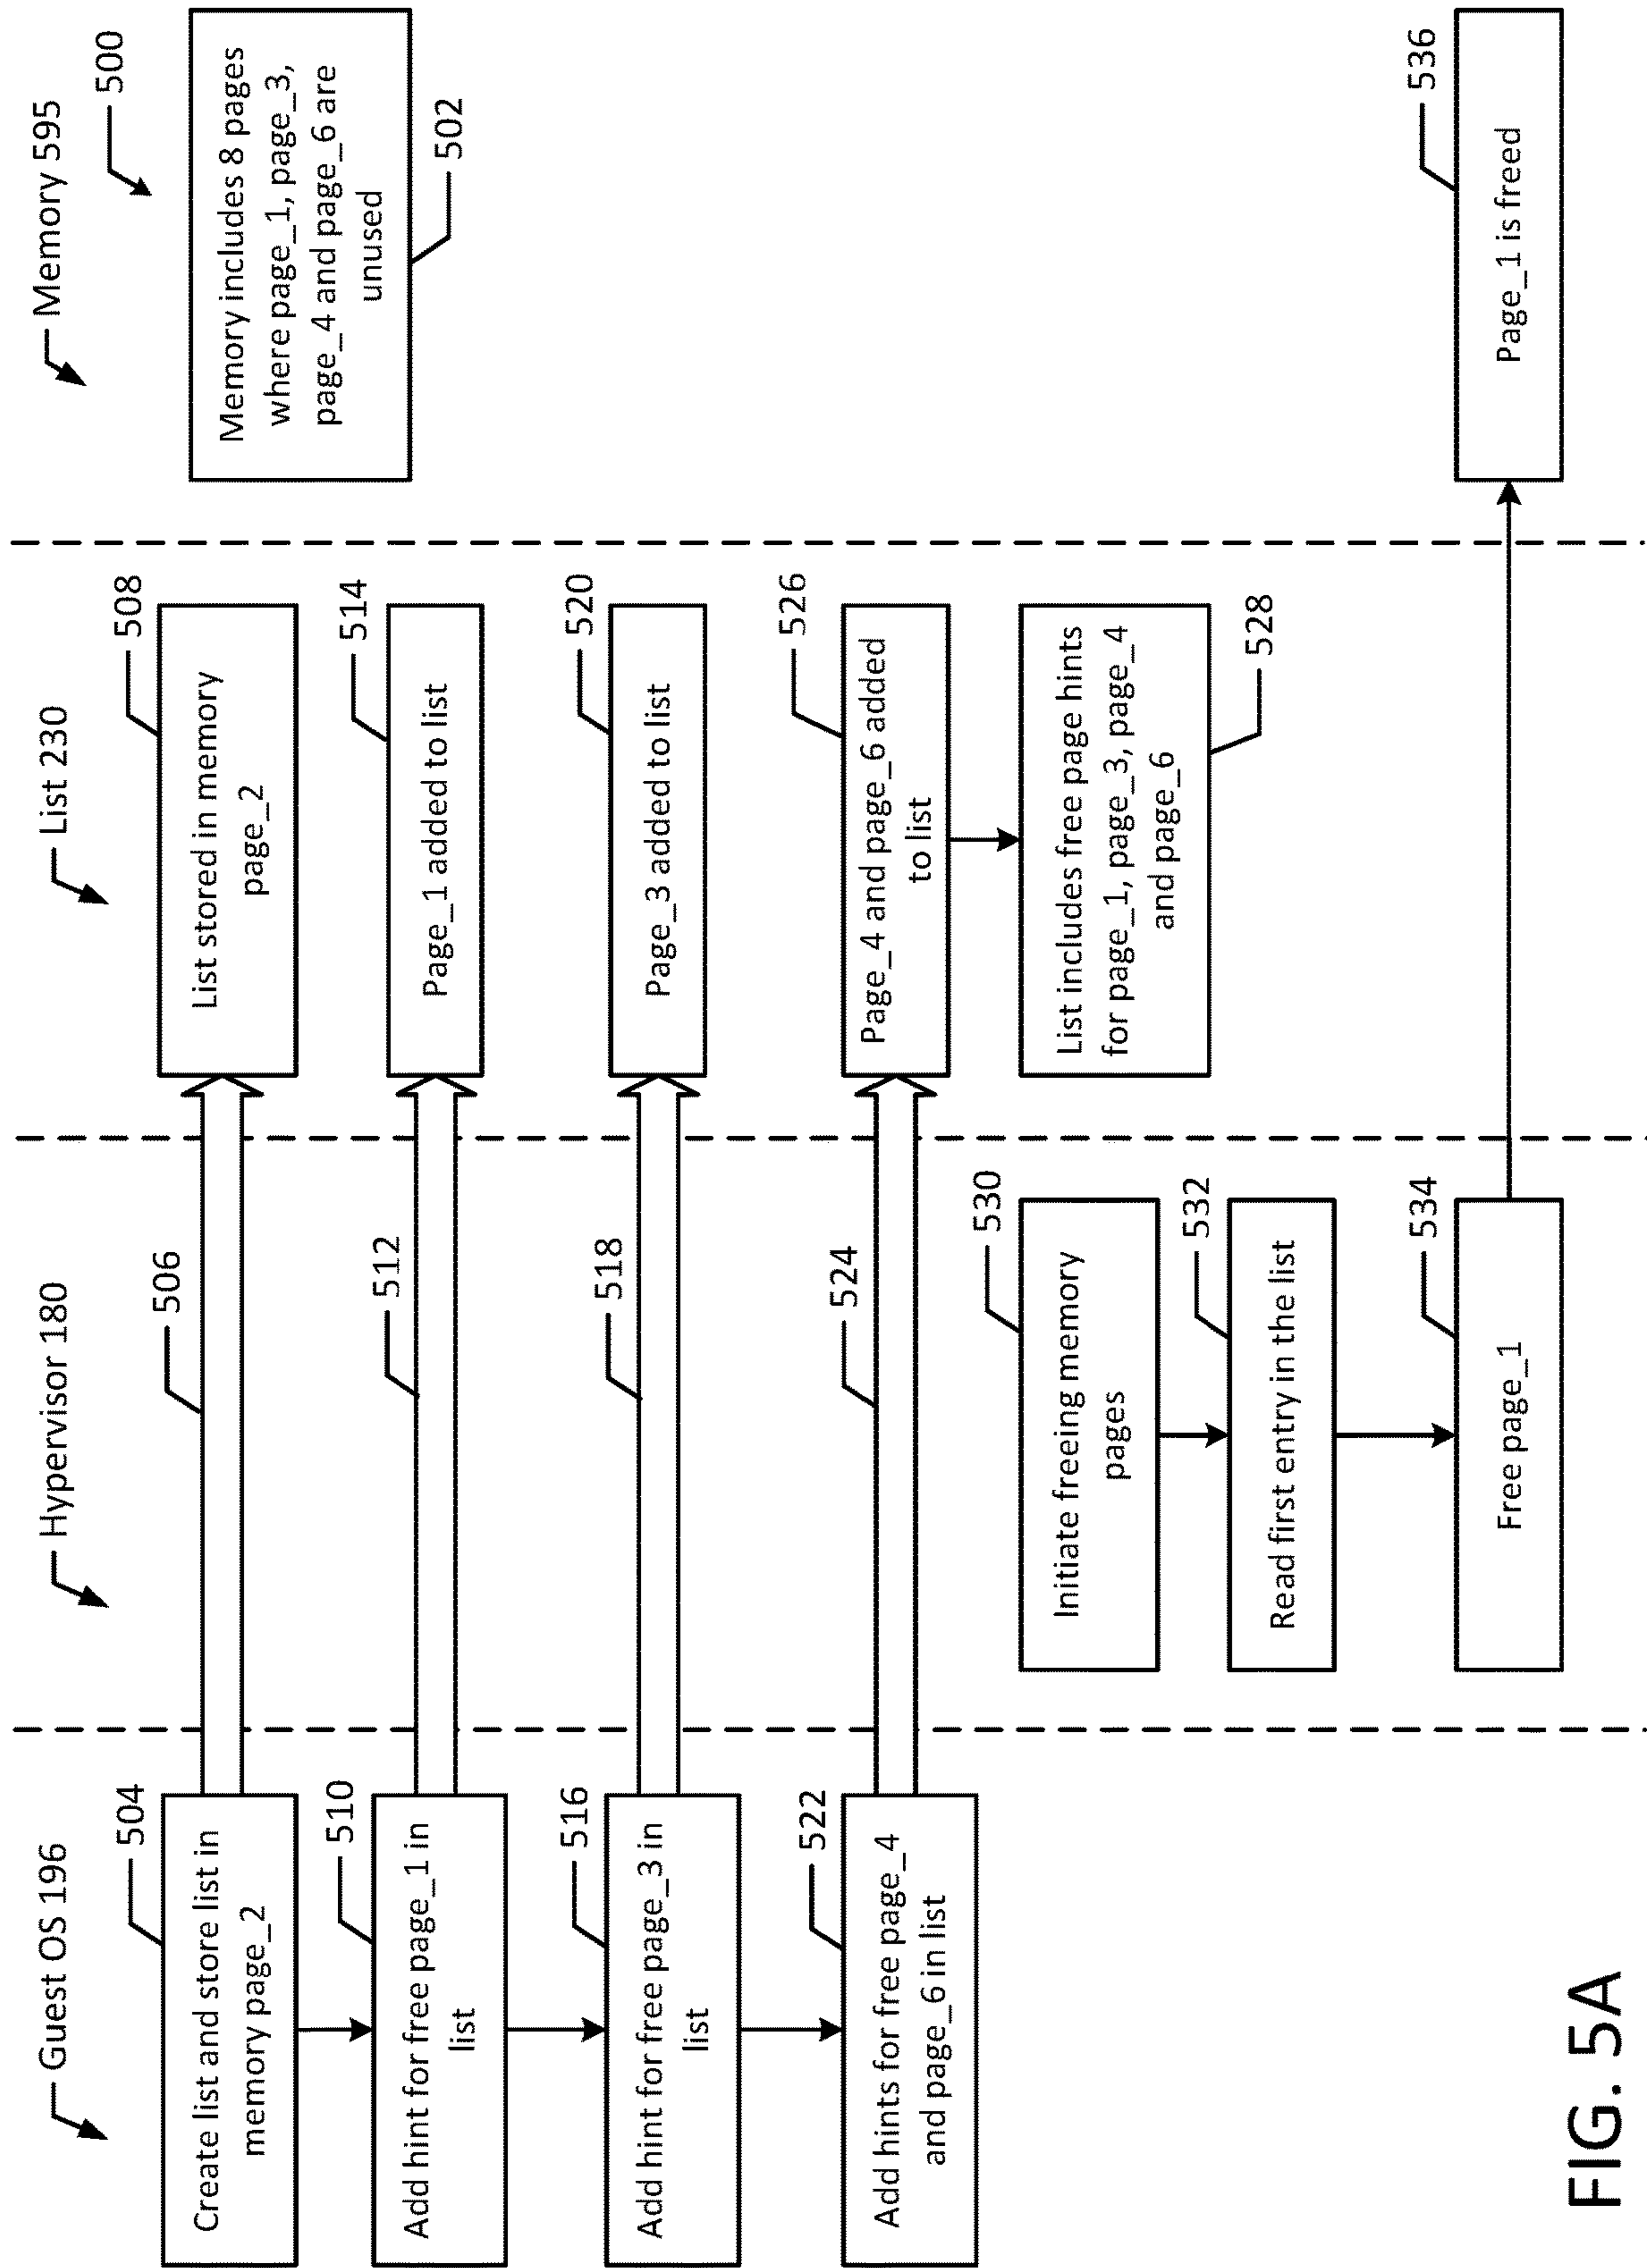 Guest OS 196
Hypervisor 180
List 230
Memory 595
500
504
Create list and store list in
memory page_2
506
508
List stored in memory
page_2
Memory includes 8 pages
where page_1, page_3,
page_4 and page_6 are
unused
502
510
Add hint for free page_1 in
list
512
514
Page_1 added to list
516
Add hint for free page_3 in
list
518
520
Page_3 added to list
522
Add hints for free page_4
and page_6 in list
524
526
Page_4 and page_6 added
to list
530
Initiate freeing memory
pages
List includes free page hints
for page_1, page_3, page_4
and page_6
528
532
Read first entry in the list
534
Free page_1
536
Page_1 is freed
FIG. 5A